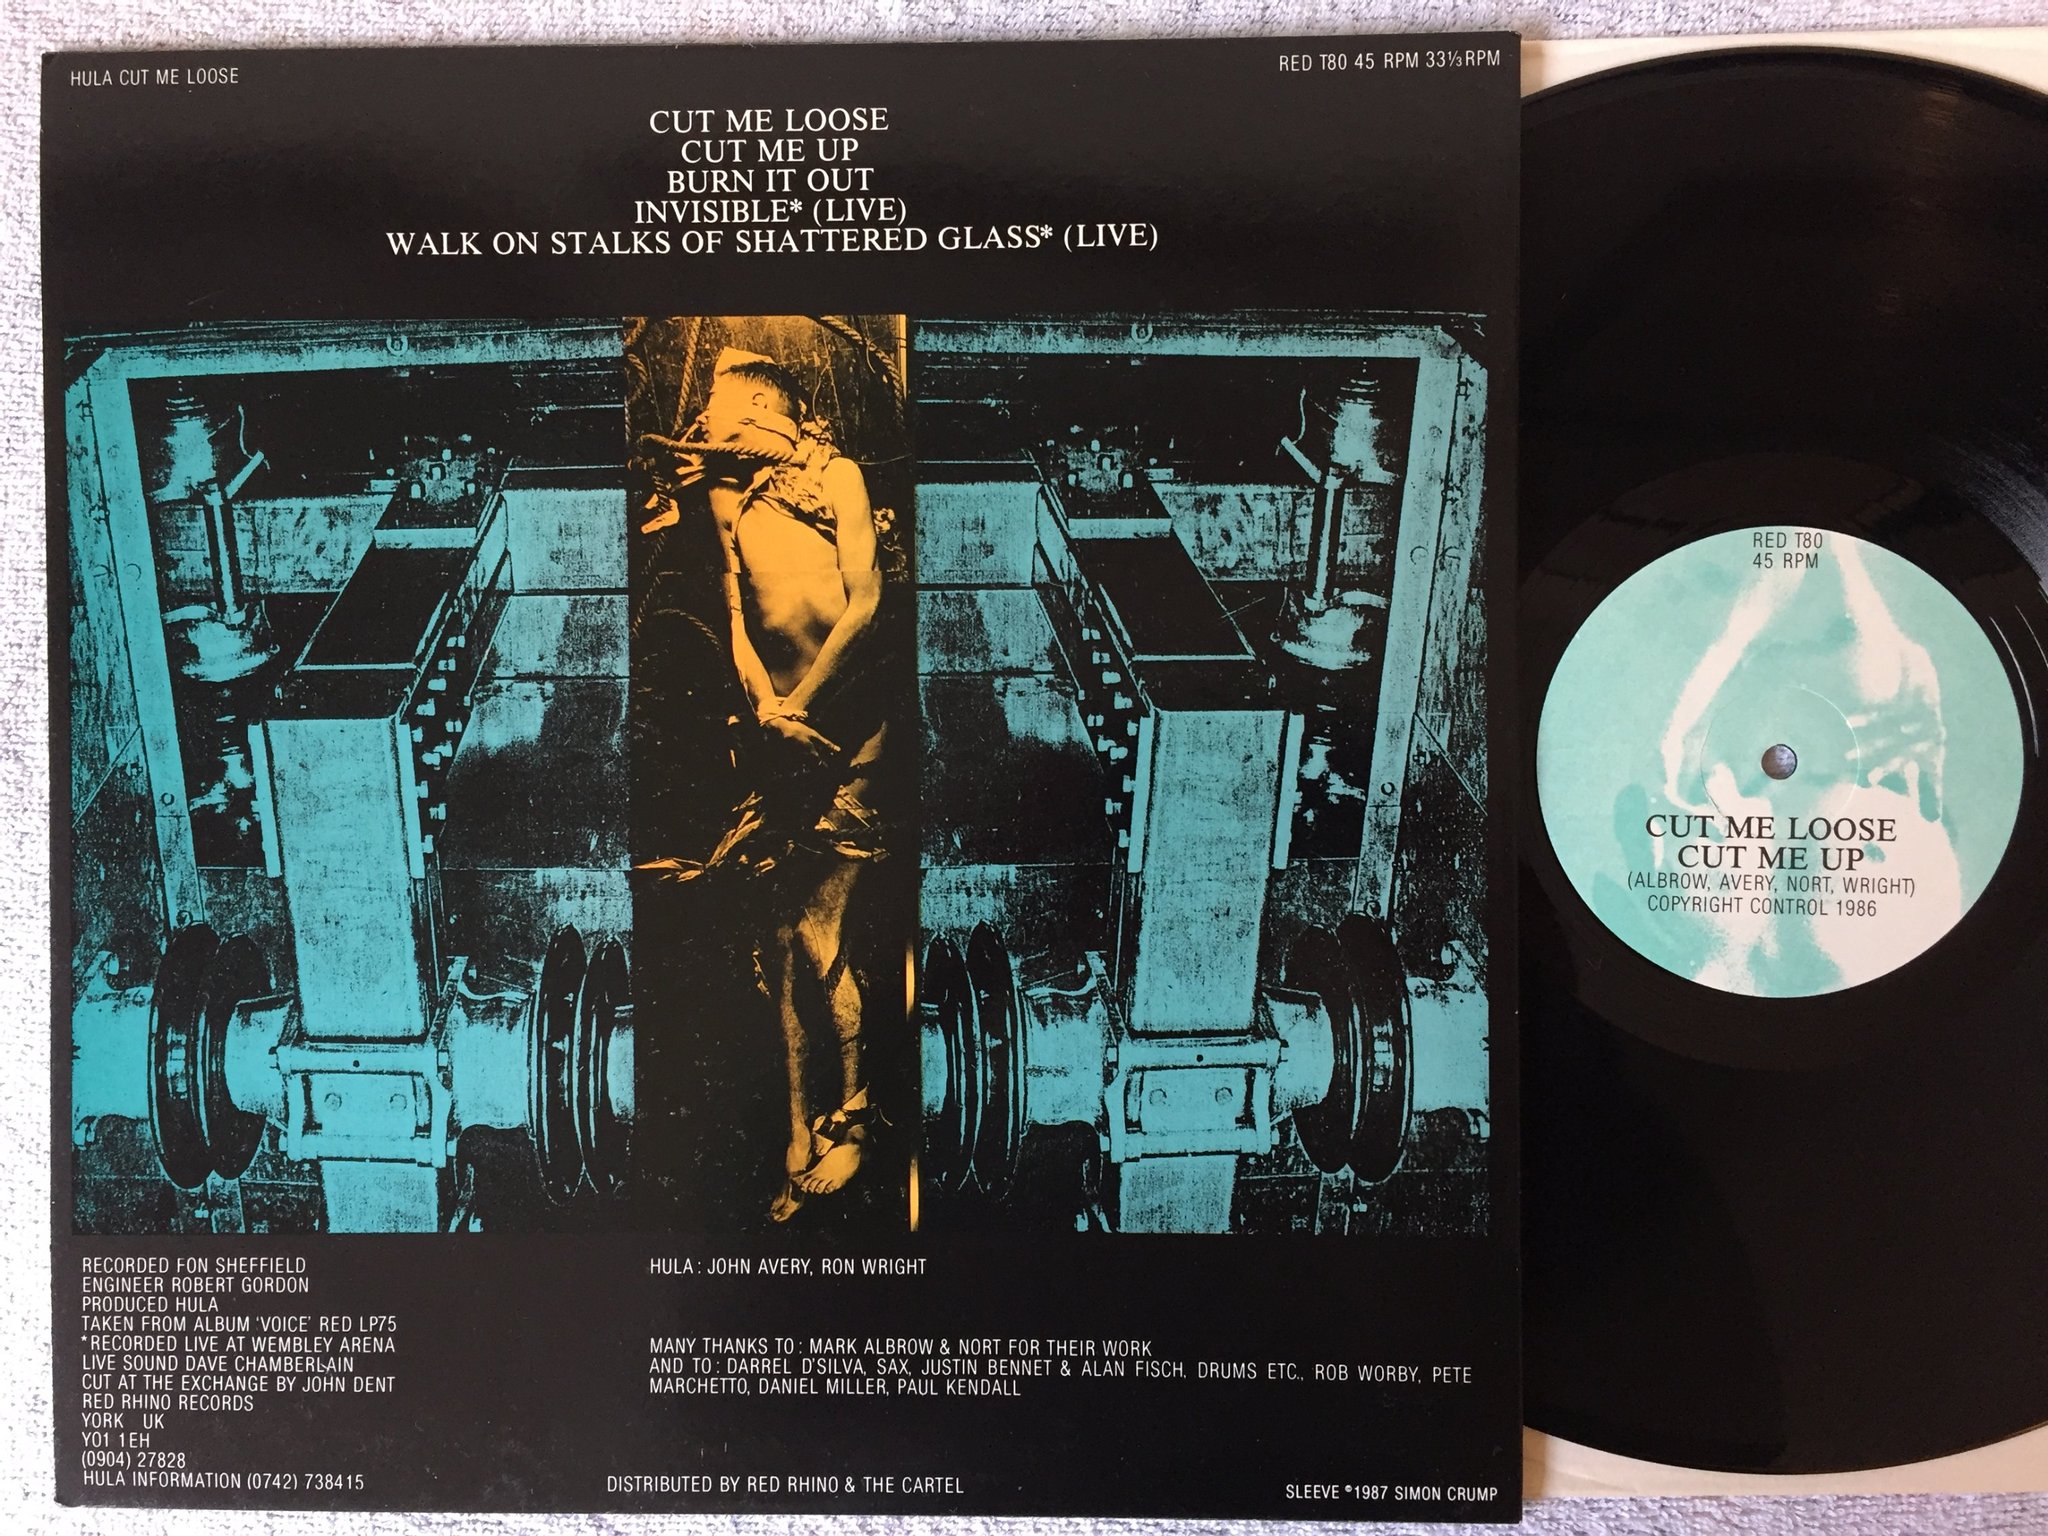 HULA CUT ME LOOSE
RED T80 45 RPM 33⅓ RPM
CUT ME LOOSE
CUT ME UP
BURN IT OUT
INVISIBLE* (LIVE)
WALK ON STALKS OF SHATTERED GLASS* (LIVE)
RECORDED FON SHEFFIELD
ENGINEER ROBERT GORDON
PRODUCED HULA
TAKEN FROM ALBUM 'VOICE' RED LP75
*RECORDED LIVE AT WEMBLEY ARENA
LIVE SOUND DAVE CHAMBERLAIN
CUT AT THE EXCHANGE BY JOHN DENT
RED RHINO RECORDS
YORK UK
YO1 1EH
(0904) 27828
HULA INFORMATION (0742) 738415
HULA : JOHN AVERY, RON WRIGHT
MANY THANKS TO : MARK ALBROW & NORT FOR THEIR WORK
AND TO : DARREL D'SILVA, SAX, JUSTIN BENNET & ALAN FISCH, DRUMS ETC., ROB WORBY, PETE
MARCHETTO, DANIEL MILLER, PAUL KENDALL
DISTRIBUTED BY RED RHINO & THE CARTEL
SLEEVE ©1987 SIMON CRUMP
RED T80
45 RPM
CUT ME LOOSE
CUT ME UP
(ALBROW, AVERY, NORT, WRIGHT)
COPYRIGHT CONTROL 1986